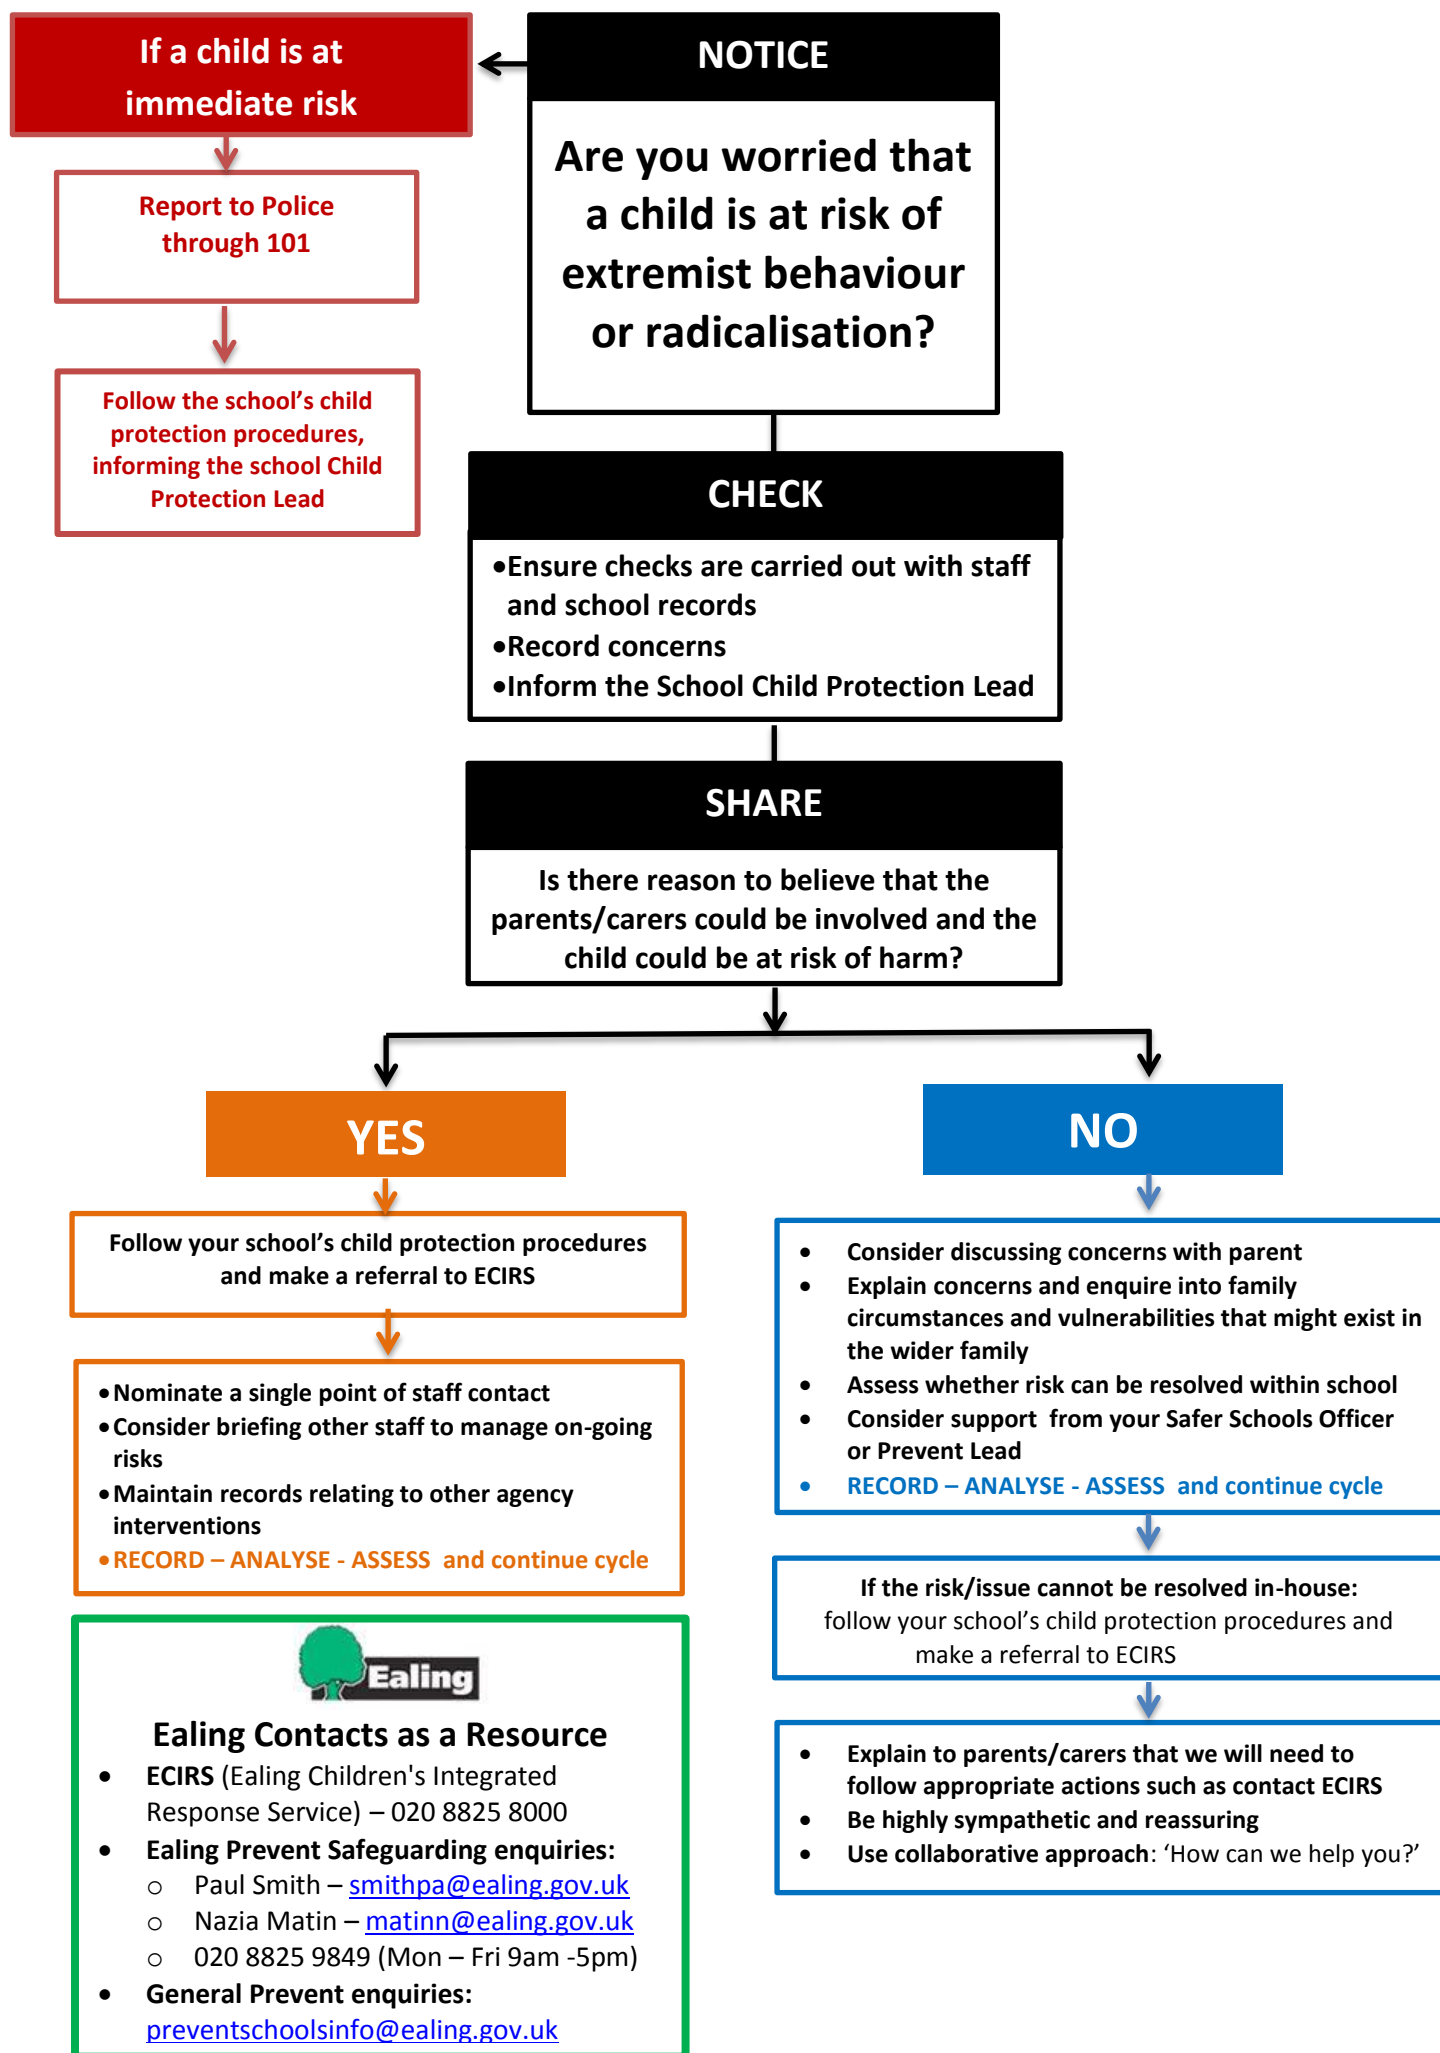 If a child is at
immediate risk
Report to Police
through 101
Follow the school’s child
protection procedures,
informing the school Child
Protection Lead
NOTICE
Are you worried that
a child is at risk of
extremist behaviour
or radicalisation?
CHECK
•Ensure checks are carried out with staff
and school records
•Record concerns
•Inform the School Child Protection Lead
SHARE
Is there reason to believe that the
parents/carers could be involved and the
child could be at risk of harm?
YES
Follow your school’s child protection procedures
and make a referral to ECIRS
• Nominate a single point of staff contact
• Consider briefing other staff to manage on-going
risks
• Maintain records relating to other agency
interventions
• RECORD – ANALYSE - ASSESS and continue cycle
NO
• Consider discussing concerns with parent
• Explain concerns and enquire into family
circumstances and vulnerabilities that might exist in
the wider family
• Assess whether risk can be resolved within school
• Consider support from your Safer Schools Officer
or Prevent Lead
• RECORD – ANALYSE - ASSESS and continue cycle
If the risk/issue cannot be resolved in-house:
follow your school’s child protection procedures and
make a referral to ECIRS
• Explain to parents/carers that we will need to
follow appropriate actions such as contact ECIRS
• Be highly sympathetic and reassuring
• Use collaborative approach: ‘How can we help you?’
Ealing
Ealing Contacts as a Resource
• ECIRS (Ealing Children's Integrated
Response Service) – 020 8825 8000
• Ealing Prevent Safeguarding enquiries:
o Paul Smith – smithpa@ealing.gov.uk
o Nazia Matin – matinn@ealing.gov.uk
o 020 8825 9849 (Mon – Fri 9am -5pm)
• General Prevent enquiries:
preventschoolsinfo@ealing.gov.uk